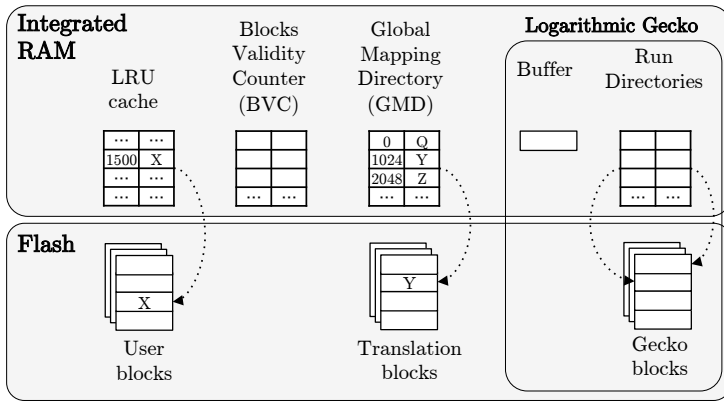 Integrated
RAM
Logarithmic Gecko
LRU
cache
Blocks
Validity
Counter
(BVC)
Global
Mapping
Directory
(GMD)
Buffer
Run
Directories
... ...
1500 X
... ...
... ...
... ...
0 Q
1024 Y
2048 Z
... ...
... ...
Flash
X
User
blocks
Y
Translation
blocks
Gecko
blocks